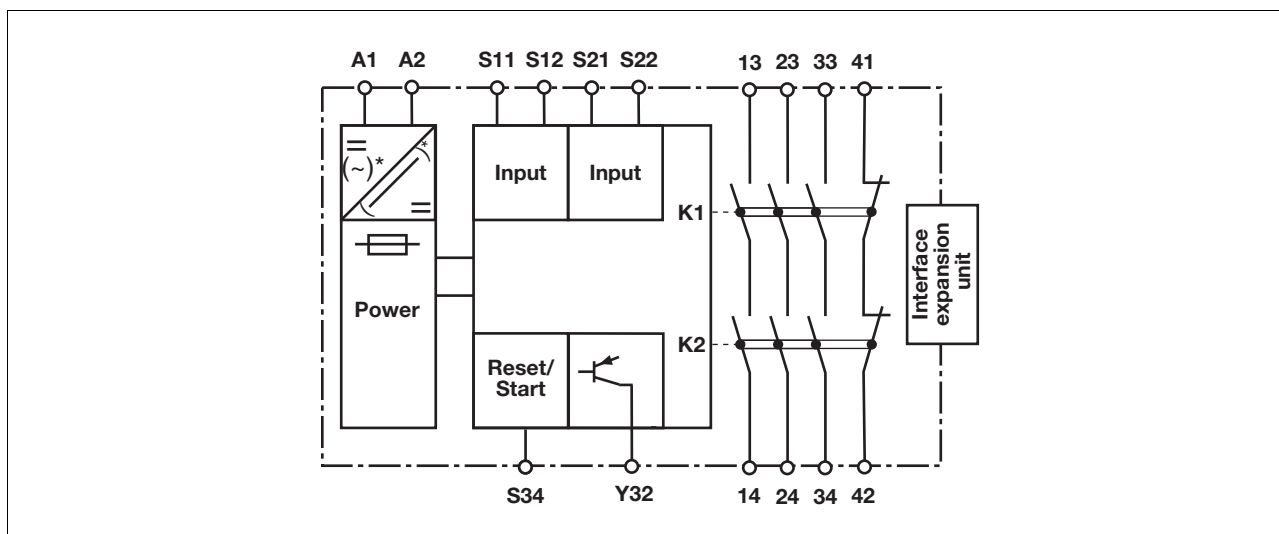 A1 A2 S11 S12 S21 S22 13 23 33 41
=
(~)*
*
=
Input Input
K1
Interface
expansion
unit
Power
K2
Reset/
Start
S34 Y32 14 24 34 42